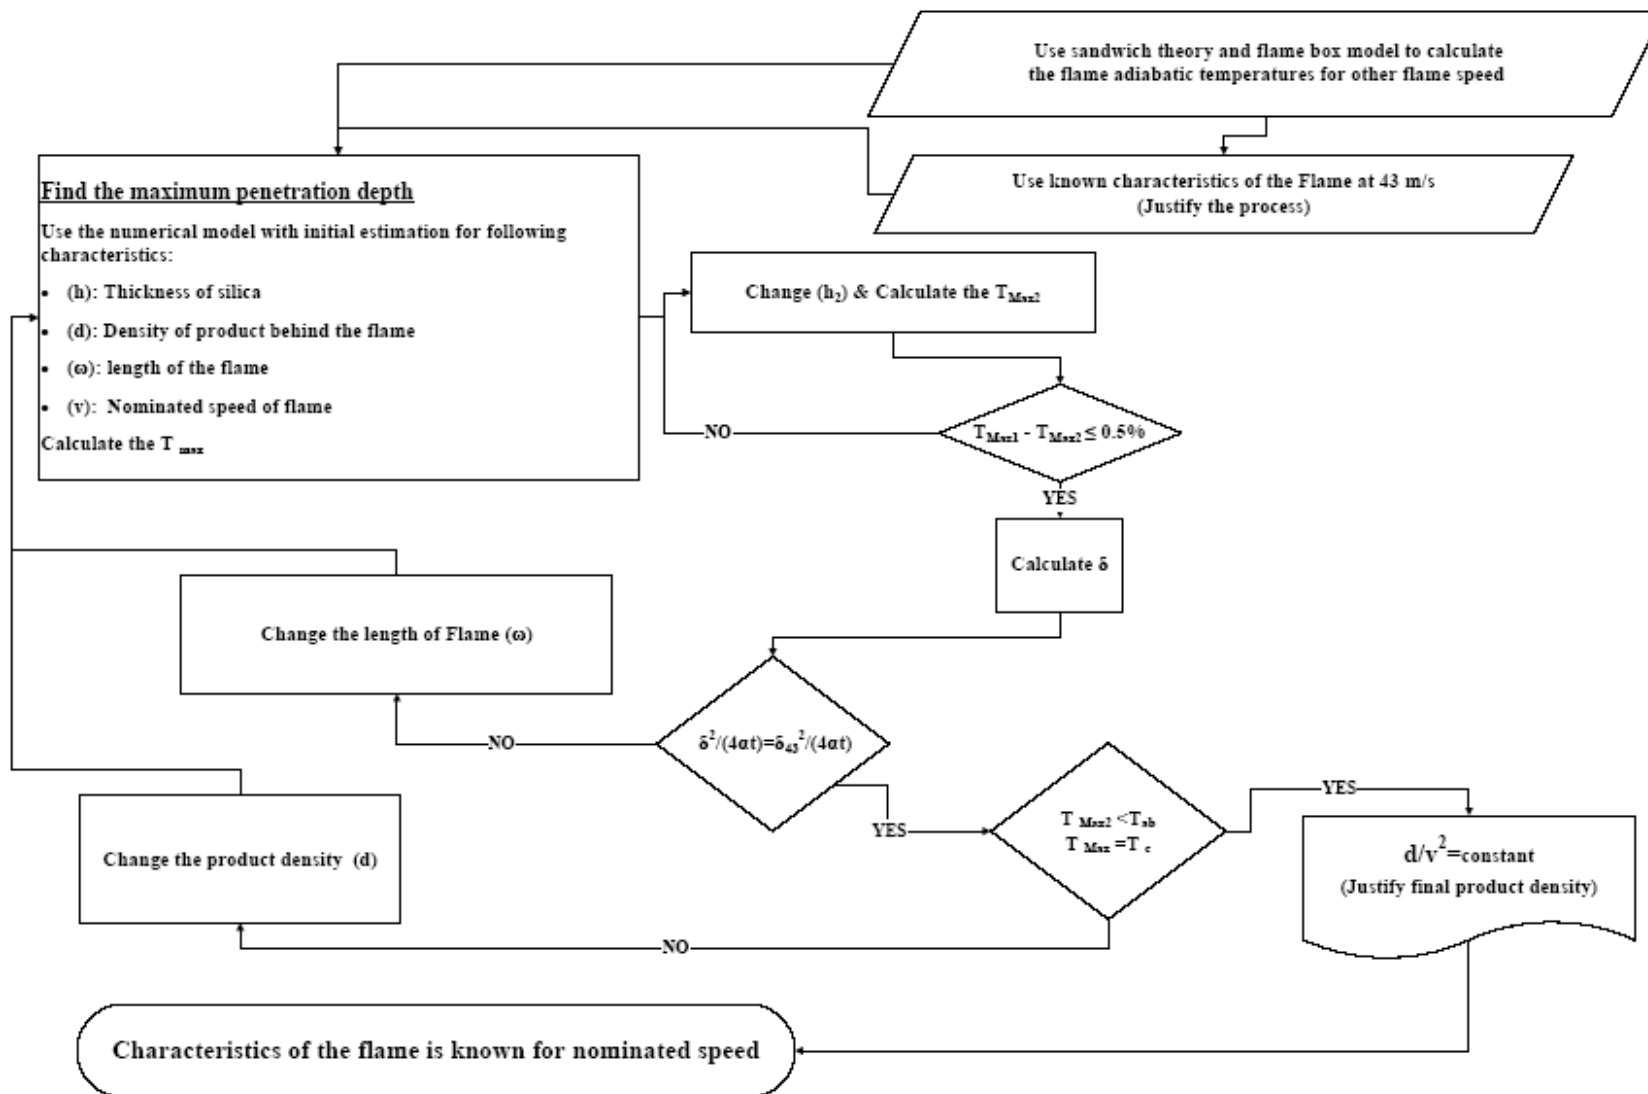 Use sandwich theory and flame box model to calculate
the flame adiabatic temperatures for other flame speed
Use known characteristics of the Flame at 43 m/s
(Justify the process)
Find the maximum penetration depth
Use the numerical model with initial estimation for following
characteristics:
• (h): Thickness of silica
• (d): Density of product behind the flame
• (ω): length of the flame
• (v): Nominated speed of flame
Calculate the T max
Change (h₂) & Calculate the T_Max2
T_Max1 - T_Max2 ≤ 0.5%
NO
YES
Calculate δ
Change the length of Flame (ω)
δ²/(4αt)=δ₄₃²/(4αt)
NO
YES
T Max2 <T_ab
T Max =T c
YES
d/v²=constant
(Justify final product density)
Change the product density (d)
NO
Characteristics of the flame is known for nominated speed